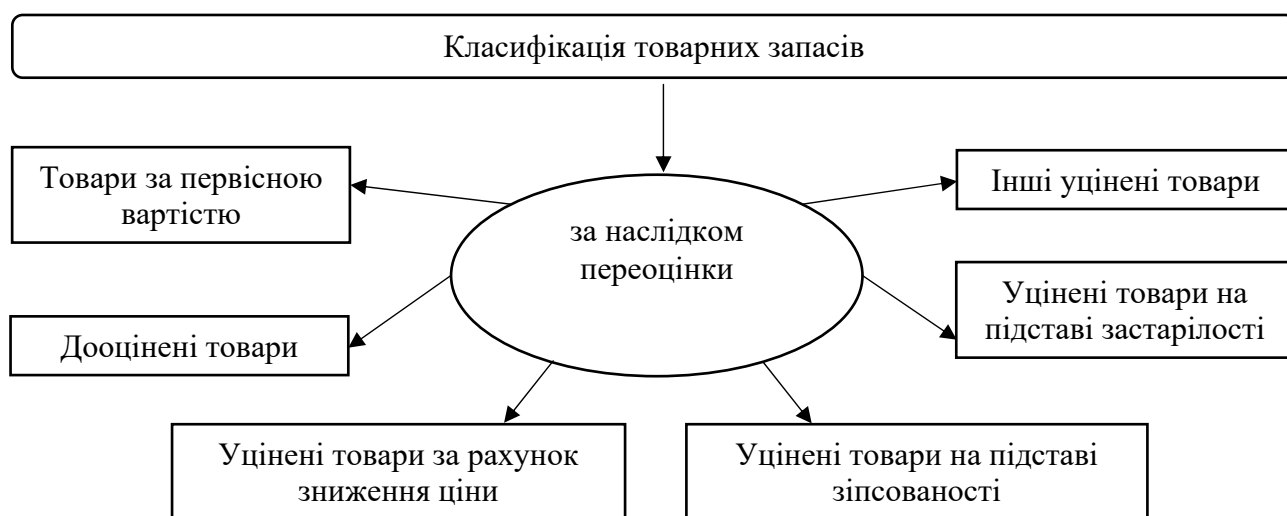 Класифікація товарних запасів
Товари за первісною
вартістю
Інші уцінені товари
за наслідком
переоцінки
Уцінені товари на
підставі застарілості
Дооцінені товари
Уцінені товари за рахунок
зниження ціни
Уцінені товари на підставі
зіпсованості